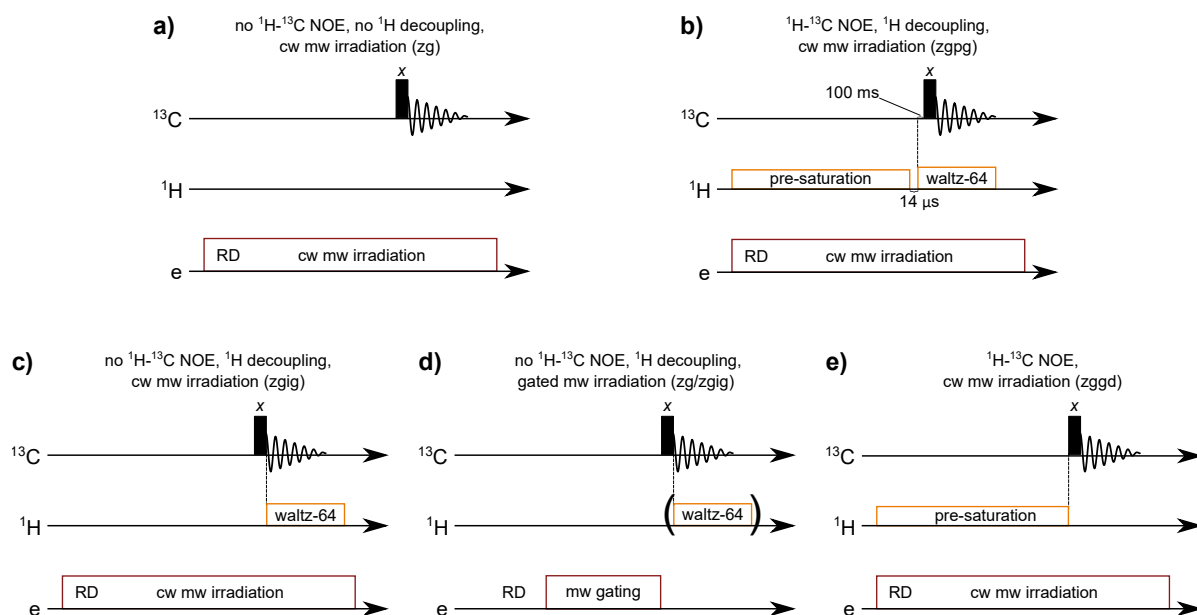 a)
no ¹H-¹³C NOE, no ¹H decoupling,
cw mw irradiation (zg)
x
¹³C
¹H
RD cw mw irradiation
e
b)
¹H-¹³C NOE, ¹H decoupling,
cw mw irradiation (zgpg)
x
100 ms
¹³C
pre-saturation waltz-64
¹H
14 µs
RD cw mw irradiation
e
c)
no ¹H-¹³C NOE, ¹H decoupling,
cw mw irradiation (zgig)
x
¹³C
waltz-64
¹H
RD cw mw irradiation
e
d)
no ¹H-¹³C NOE, ¹H decoupling,
gated mw irradiation (zg/zgig)
x
¹³C
(waltz-64)
¹H
RD mw gating
e
e)
¹H-¹³C NOE,
cw mw irradiation (zggd)
x
¹³C
pre-saturation
¹H
RD cw mw irradiation
e